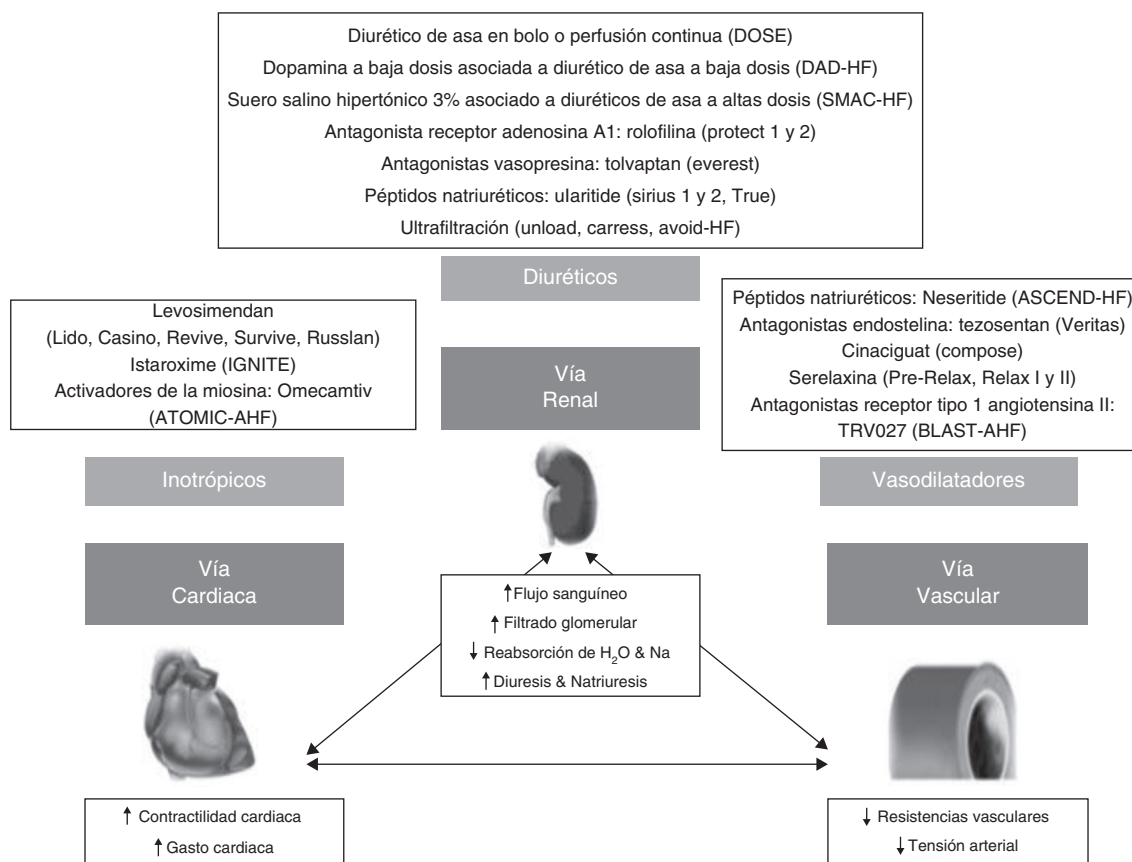 Diurético de asa en bolo o perfusión continua (DOSE)
Dopamina a baja dosis asociada a diurético de asa a baja dosis (DAD-HF)
Suero salino hipertónico 3% asociado a diuréticos de asa a altas dosis (SMAC-HF)
Antagonista receptor adenosina A1: rolofilina (protect 1 y 2)
Antagonistas vasopresina: tolvaptan (everest)
Péptidos natriuréticos: ularitide (sirius 1 y 2, True)
Ultrafiltración (unload, carress, avoid-HF)
Diuréticos
Vía
Renal
Levosimendan
(Lido, Casino, Revive, Survive, Russlan)
Istaroxime (IGNITE)
Activadores de la miosina: Omecamtiv
(ATOMIC-AHF)
Inotrópicos
Vía
Cardiaca
Péptidos natriuréticos: Neseritide (ASCEND-HF)
Antagonistas endostelina: tezosentan (Veritas)
Cinaciguat (compose)
Serelaxina (Pre-Relax, Relax I y II)
Antagonistas receptor tipo 1 angiotensina II:
TRV027 (BLAST-AHF)
Vasodilatadores
Vía
Vascular
↑Flujo sanguíneo
↑ Filtrado glomerular
↓ Reabsorción de H₂O & Na
↑ Diuresis & Natriuresis
↑ Contractilidad cardiaca
↑ Gasto cardiaca
↓ Resistencias vasculares
↓ Tensión arterial